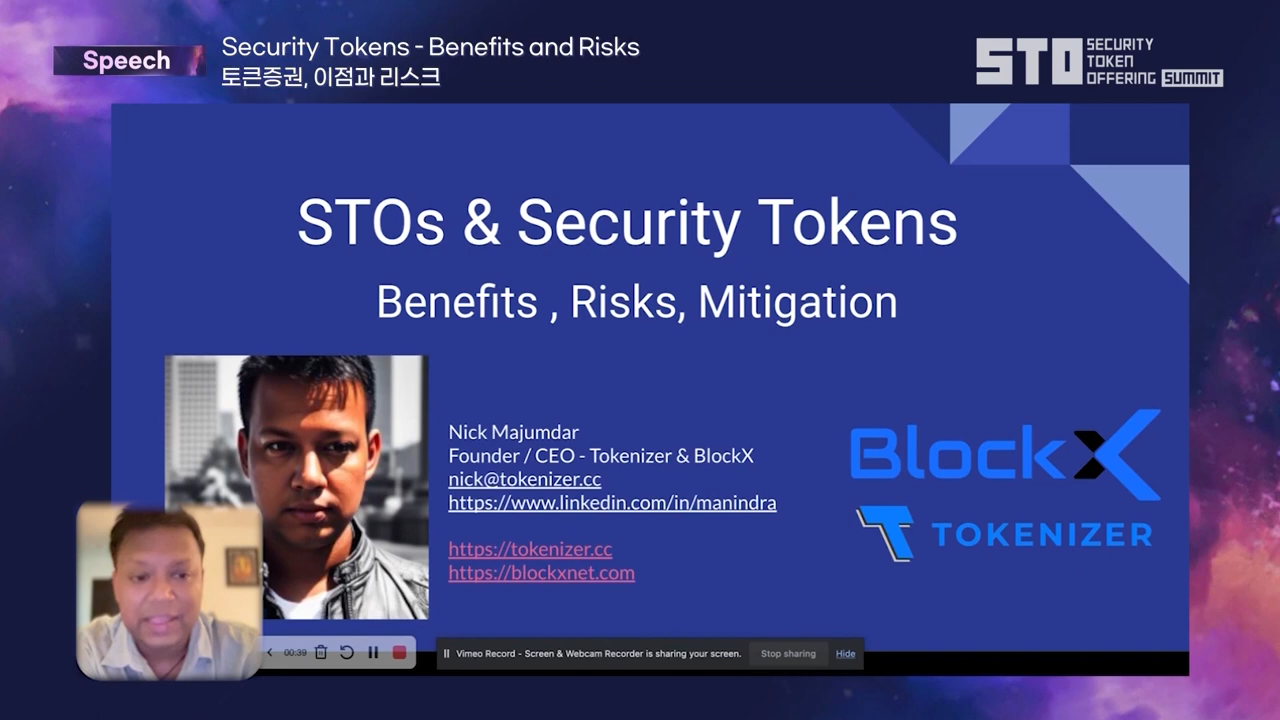 Speech
Security Tokens - Benefits and Risks
토큰증권, 이점과 리스크
STO SECURITY
TOKEN
OFFERING SUMMIT
STOs & Security Tokens
Benefits , Risks, Mitigation
Nick Majumdar
Founder / CEO - Tokenizer & BlockX
nick@tokenizer.cc
https://www.linkedin.com/in/manindra
https://tokenizer.cc
https://blockxnet.com
BlockX
TOKENIZER
00:39
Vimeo Record - Screen & Webcam Recorder is sharing your screen.
Stop sharing
Hide